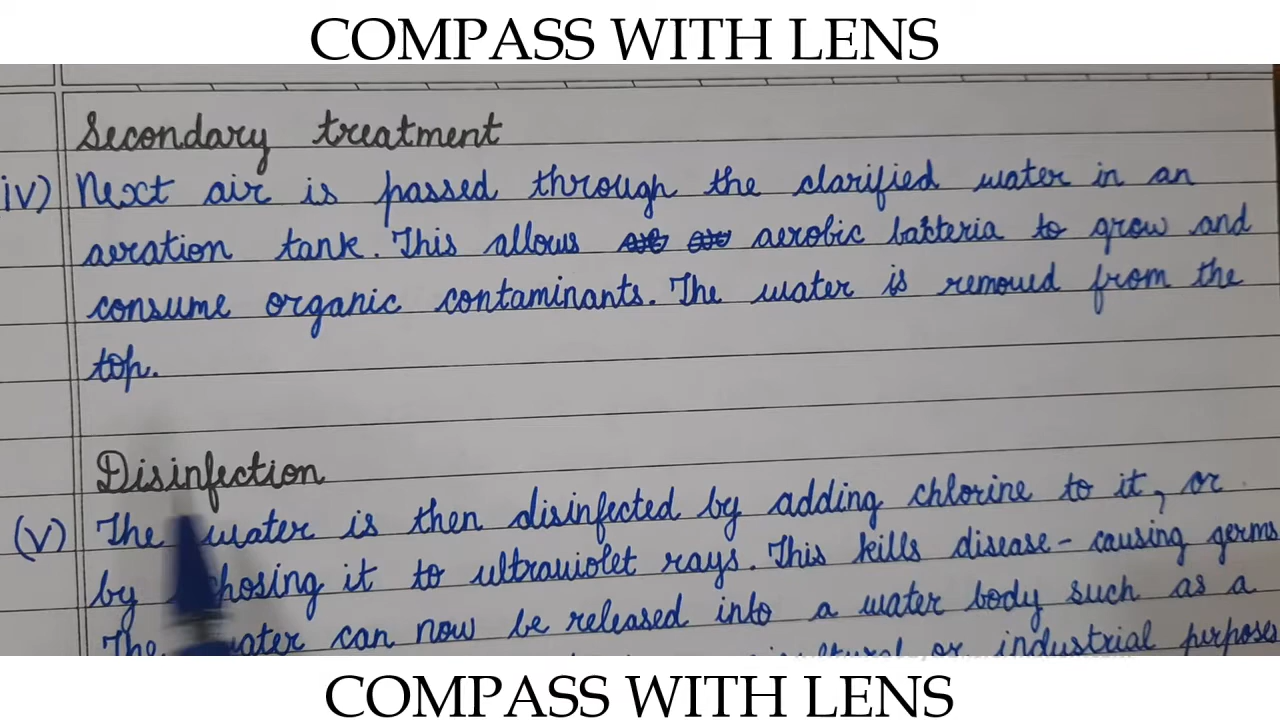 COMPASS WITH LENS
Secondary treatment
iv) Next air is passed through the clarified water in an
aeration tank. This allows aerobic bacteria to grow and
consume organic contaminants. The water is removed from the
top.
Disinfection
(v) The water is then disinfected by adding chlorine to it, or
by it to ultraviolet rays. This kills disease-causing germs
The water can now be released into a water body such as a
or industrial purposes
COMPASS WITH LENS